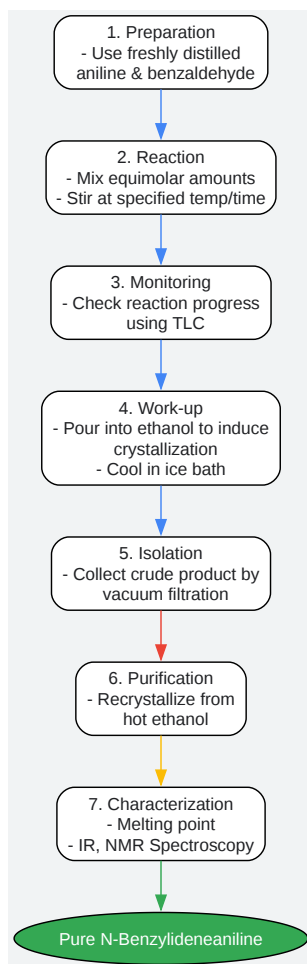 1. Preparation
- Use freshly distilled
aniline & benzaldehyde
2. Reaction
- Mix equimolar amounts
- Stir at specified temp/time
3. Monitoring
- Check reaction progress
using TLC
4. Work-up
- Pour into ethanol to induce
crystallization
- Cool in ice bath
5. Isolation
- Collect crude product by
vacuum filtration
6. Purification
- Recrystallize from
hot ethanol
7. Characterization
- Melting point
- IR, NMR Spectroscopy
Pure N-Benzylideneaniline